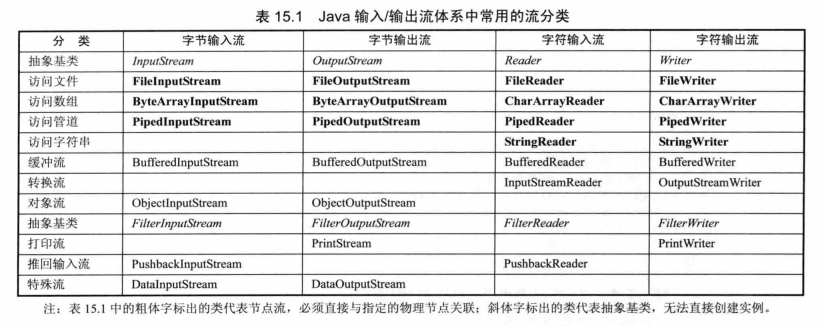 表 15.1 Java 输入/输出流体系中常用的流分类
分 类 字节输入流 字节输出流 字符输入流 字符输出流
抽象基类 InputStream OutputStream Reader Writer
访问文件 FileInputStream FileOutputStream FileReader FileWriter
访问数组 ByteArrayInputStream ByteArrayOutputStream CharArrayReader CharArrayWriter
访问管道 PipedInputStream PipedOutputStream PipedReader PipedWriter
访问字符串 StringReader StringWriter
缓冲流 BufferedInputStream BufferedOutputStream BufferedReader BufferedWriter
转换流 InputStreamReader OutputStreamWriter
对象流 ObjectInputStream ObjectOutputStream
抽象基类 FilterInputStream FilterOutputStream FilterReader FilterWriter
打印流 PrintStream PrintWriter
推回输入流 PushbackInputStream PushbackReader
特殊流 DataInputStream DataOutputStream
注：表 15.1 中的粗体字标出的类代表节点流，必须直接与指定的物理节点关联；斜体字标出的类代表抽象基类，无法直接创建实例。